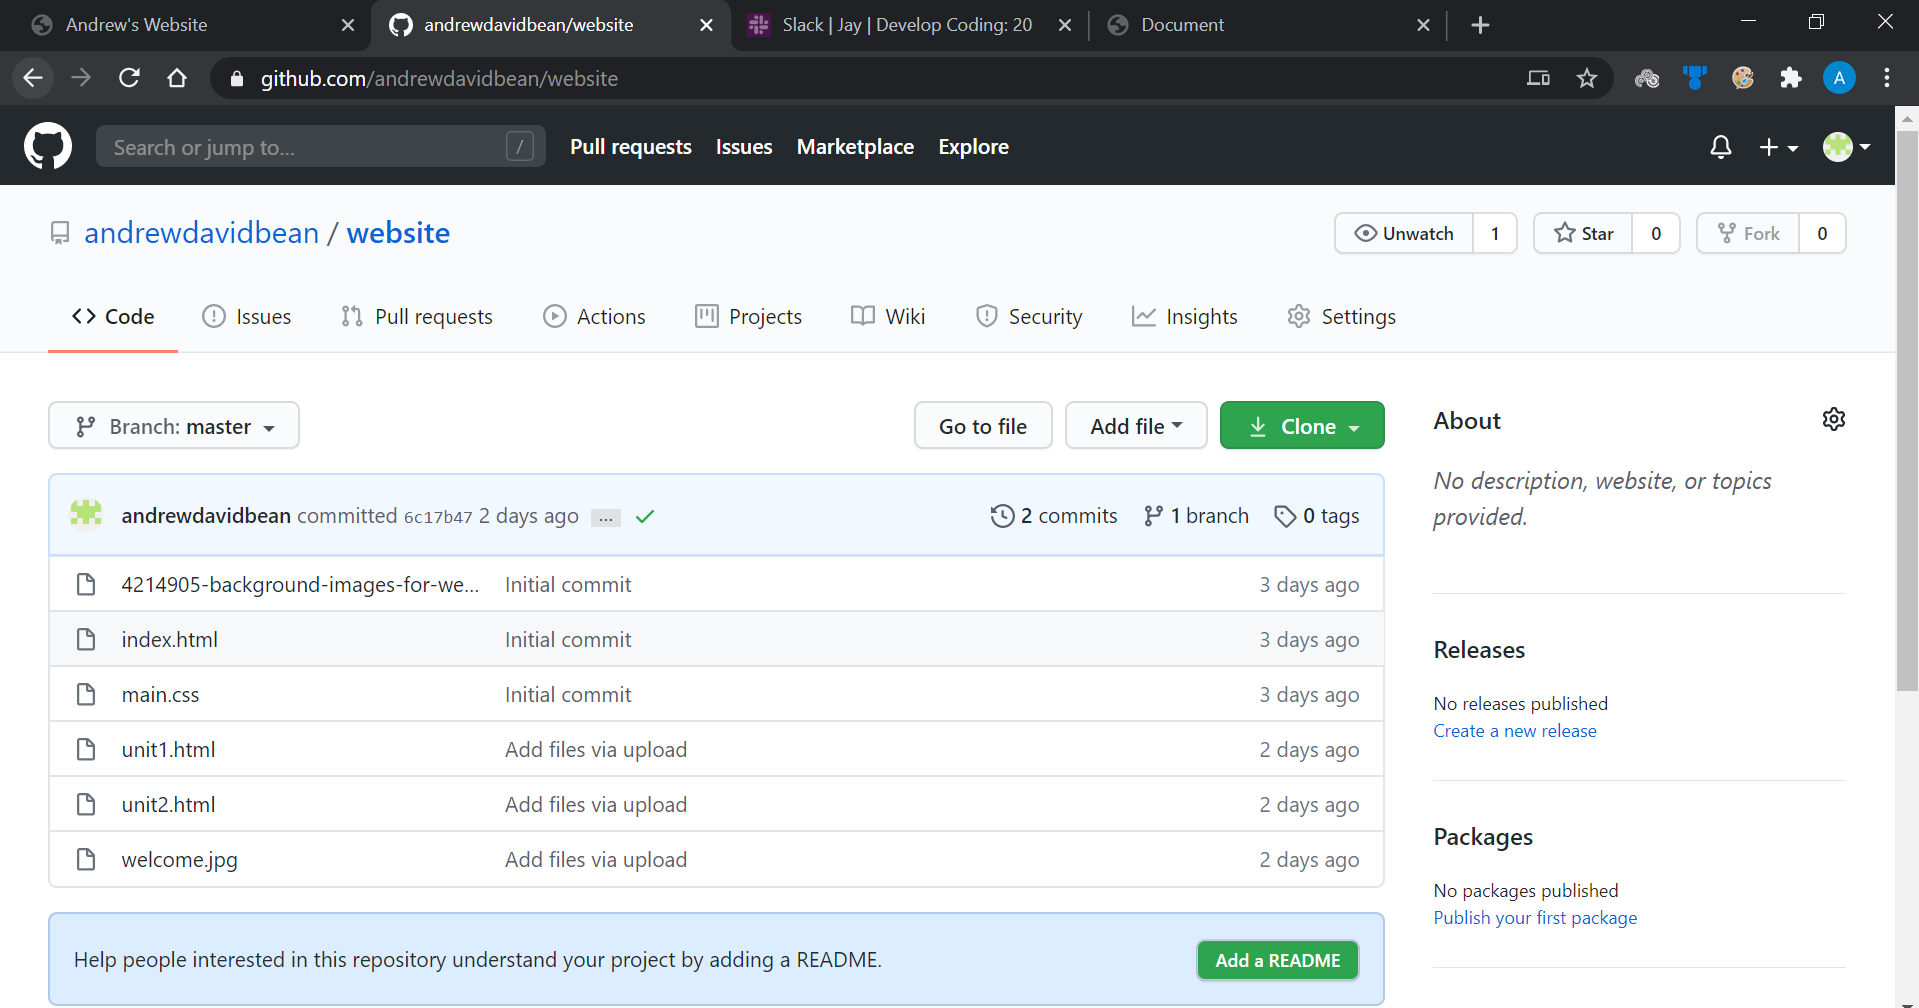 Andrew's Website
andrewdavidbean/website
Slack | Jay | Develop Coding: 20
Document
github.com/andrewdavidbean/website
A
Search or jump to...
/
Pull requests
Issues
Marketplace
Explore
andrewdavidbean / website
Unwatch 1
Star 0
Fork 0
Code
Issues
Pull requests
Actions
Projects
Wiki
Security
Insights
Settings
Branch: master
Go to file
Add file
Clone
andrewdavidbean committed 6c17b47 2 days ago ...
2 commits
1 branch
0 tags
4214905-background-images-for-we... Initial commit 3 days ago
index.html Initial commit 3 days ago
main.css Initial commit 3 days ago
unit1.html Add files via upload 2 days ago
unit2.html Add files via upload 2 days ago
welcome.jpg Add files via upload 2 days ago
Help people interested in this repository understand your project by adding a README.
Add a README
About
No description, website, or topics
provided.
Releases
No releases published
Create a new release
Packages
No packages published
Publish your first package